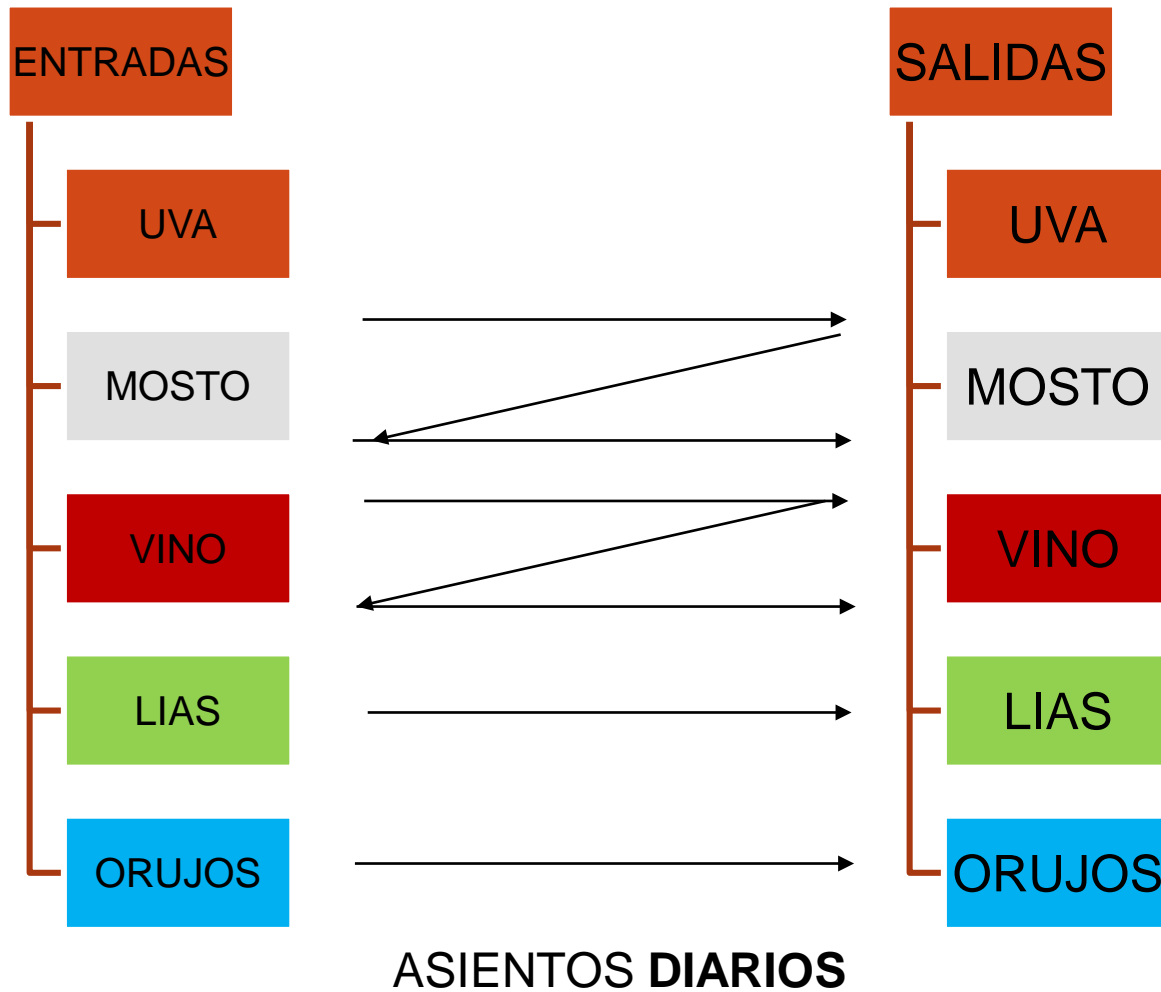 ENTRADAS
UVA
MOSTO
VINO
LIAS
ORUJOS
SALIDAS
UVA
MOSTO
VINO
LIAS
ORUJOS
ASIENTOS DIARIOS